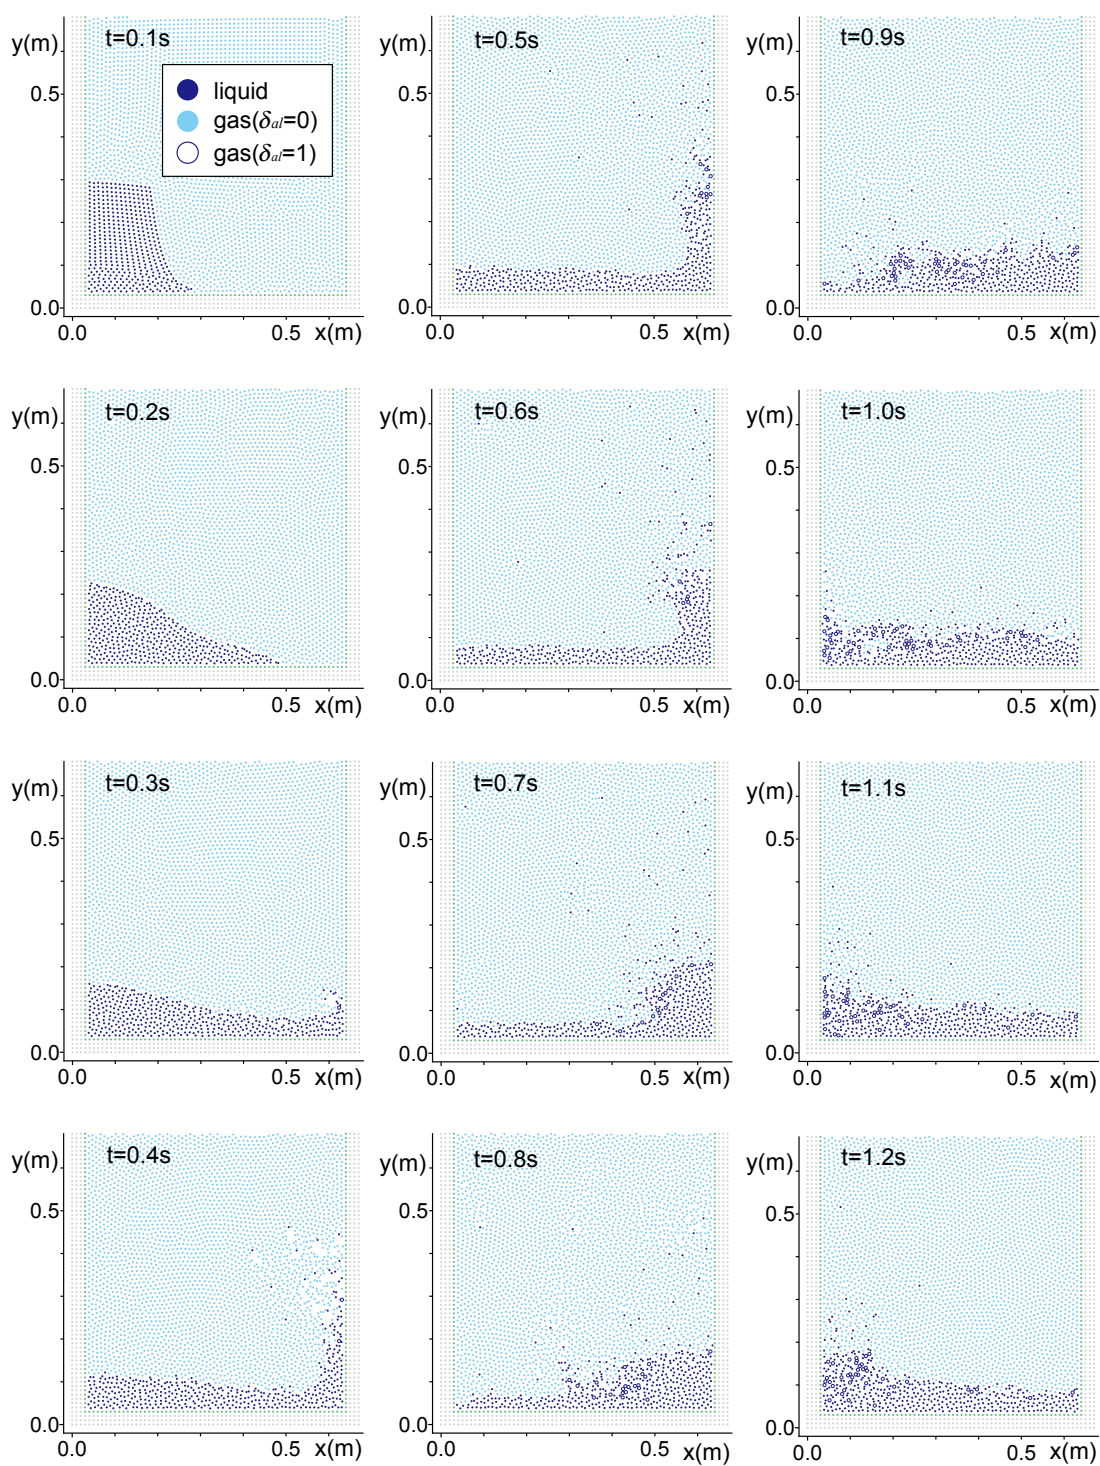 y(m)
t=0.1s
liquid
gas(δal=0)
gas(δal=1)
0.5
0.0
0.0
0.5
x(m)
y(m)
t=0.5s
0.5
0.0
0.0
0.5
x(m)
y(m)
t=0.9s
0.5
0.0
0.0
0.5
x(m)
y(m)
t=0.2s
0.5
0.0
0.0
0.5
x(m)
y(m)
t=0.6s
0.5
0.0
0.0
0.5
x(m)
y(m)
t=1.0s
0.5
0.0
0.0
0.5
x(m)
y(m)
t=0.3s
0.5
0.0
0.0
0.5
x(m)
y(m)
t=0.7s
0.5
0.0
0.0
0.5
x(m)
y(m)
t=1.1s
0.5
0.0
0.0
0.5
x(m)
y(m)
t=0.4s
0.5
0.0
0.0
0.5
x(m)
y(m)
t=0.8s
0.5
0.0
0.0
0.5
x(m)
y(m)
t=1.2s
0.5
0.0
0.0
0.5
x(m)